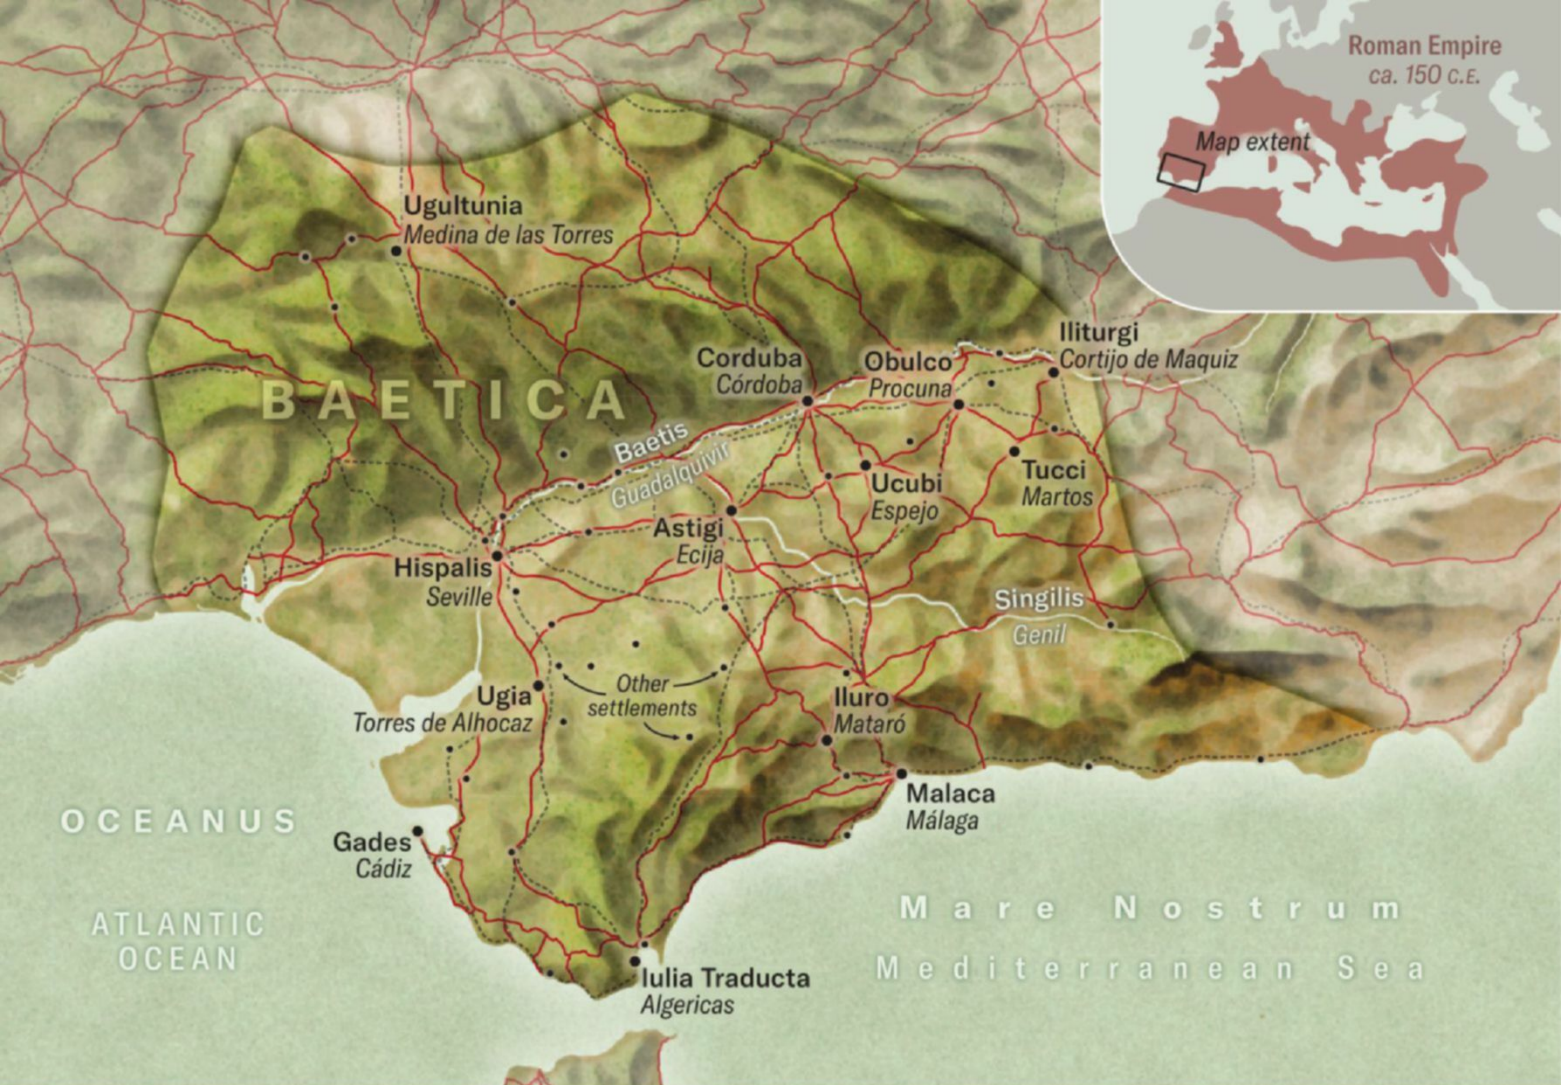 Roman Empire
ca. 150 C.E.
Map extent
Ugultunia
Medina de las Torres
BAETICA
Corduba
Córdoba
Obulco
Procuna
Iliturgi
Cortijo de Maquiz
Baetis
Guadalquivir
Ucubi
Espejo
Tucci
Martos
Astigi
Ecija
Hispalis
Seville
Singilis
Genil
Other
settlements
Ugia
Torres de Alhocaz
Iluro
Mataró
Malaca
Málaga
OCEANUS
Gades
Cádiz
ATLANTIC
OCEAN
Mare Nostrum
Mediterranean Sea
Iulia Traducta
Algericas